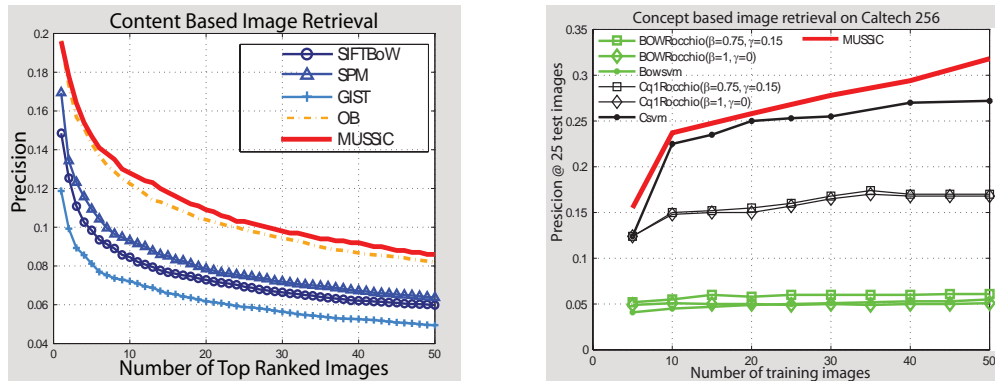 Content Based Image Retrieval
Precision
0.2
0.18
0.16
0.14
0.12
0.1
0.08
0.06
0.04
0
10
20
30
40
50
Number of Top Ranked Images
SIFTBoW
SPM
GIST
OB
MUSSiC
Concept based image retrieval on Caltech 256
Presicion @ 25 test images
0.35
0.3
0.25
0.2
0.15
0.1
0.05
0
0
10
20
30
40
50
Number of training images
BOWRocchio(β=0.75, γ=0.15
BOWRocchio(β=1, γ=0)
Bowsvm
Cq1Rocchio(β=0.75, γ=0.15)
Cq1Rocchio(β=1, γ=0)
Csvm
MUSSiC